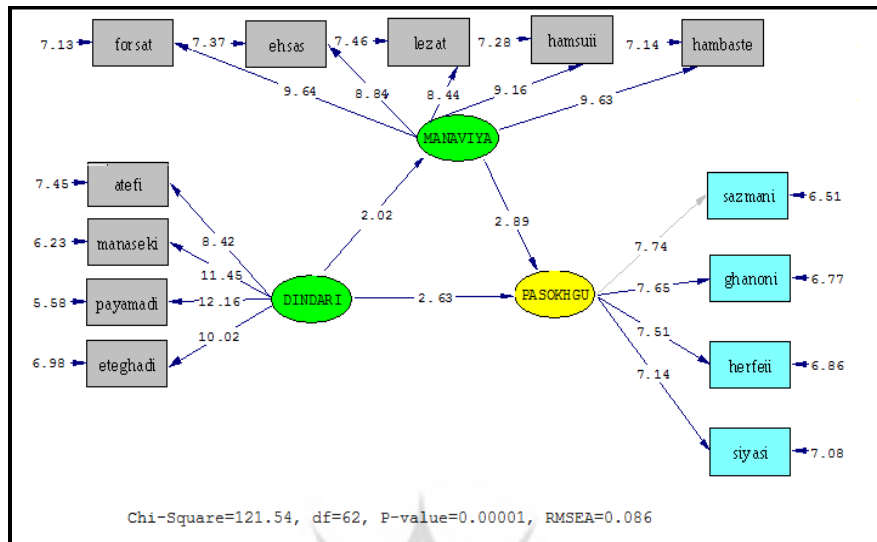 7.13 forsat 7.37 ehsas 7.46 lezat 7.28 hamsuii 7.14 hambaste
9.64 8.84 8.44 9.16 9.63
MANAVIYA
7.45 atefi
6.23 manaseki
5.58 payamadi
6.98 eteghadi
8.42
11.45
12.16
10.02
DINDARI
2.02
2.89
2.63
PASOKHGU
7.74
7.65
7.51
7.14
sazmani 6.51
ghanoni 6.77
herfeii 6.86
siyasi 7.08
Chi-Square=121.54, df=62, P-value=0.00001, RMSEA=0.086